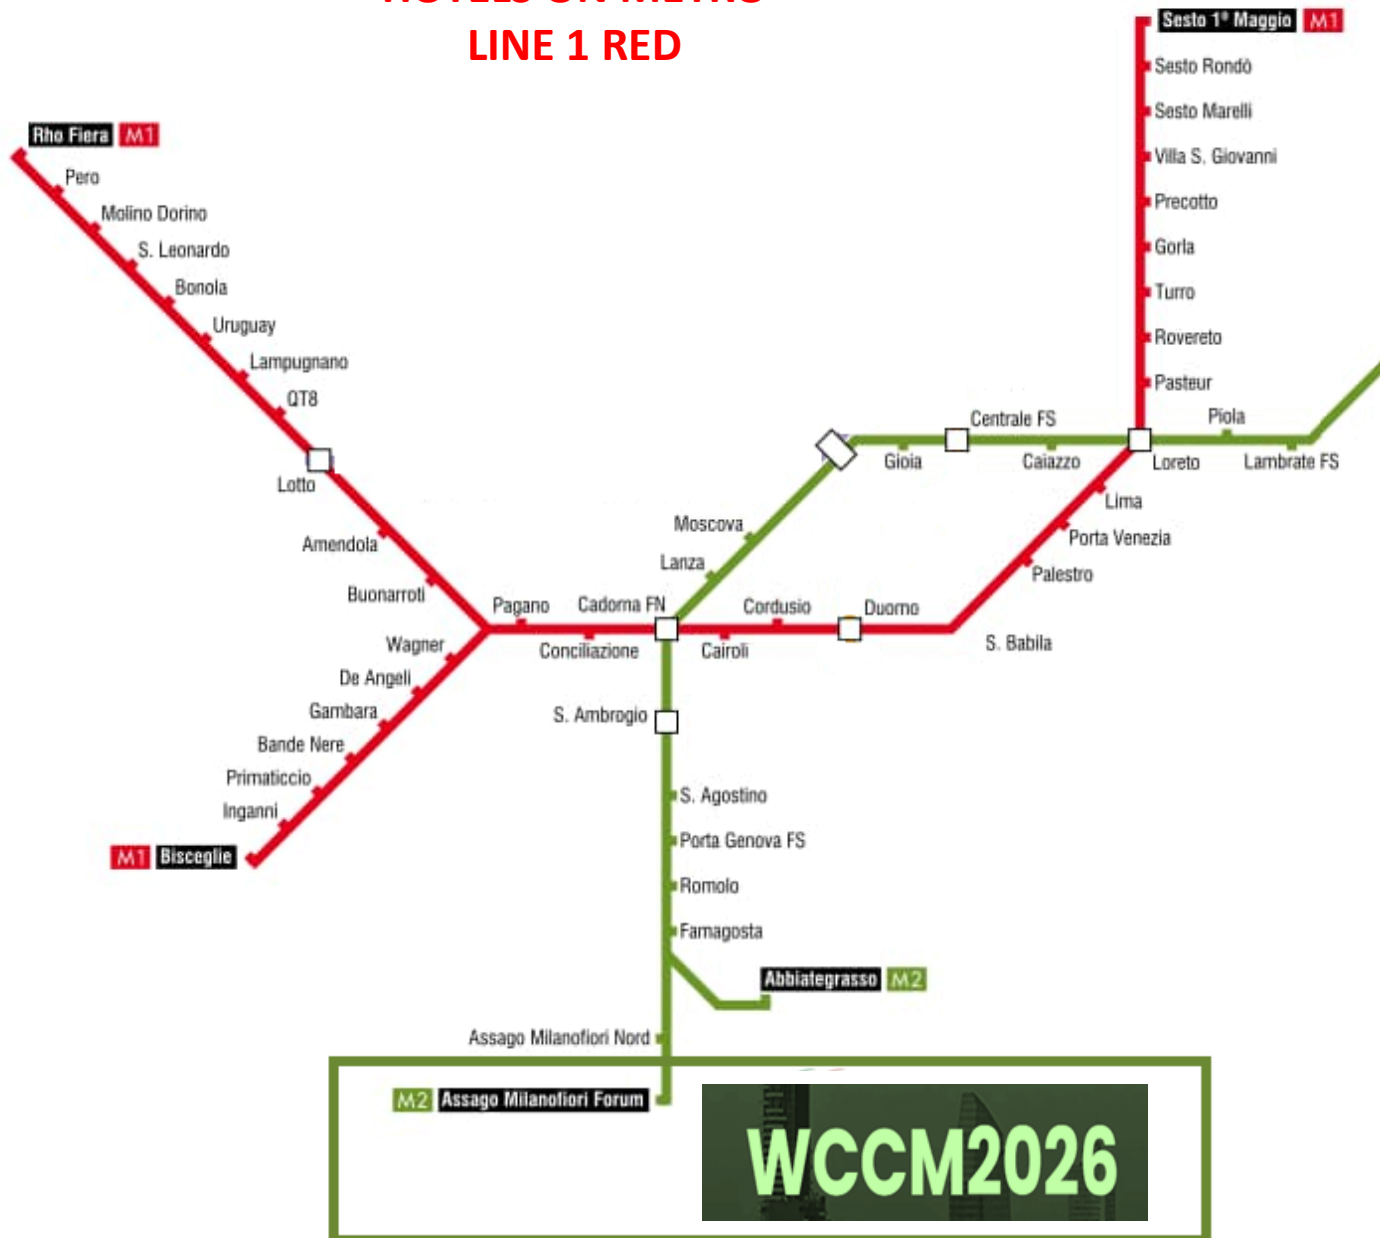 HOTELS ON METRO
LINE 1 RED
Sesto 1º Maggio M1
Sesto Rondò
Sesto Marelli
Villa S. Giovanni
Precotto
Gorla
Turro
Rovereto
Pasteur
Rho Fiera M1
Pero
Molino Dorino
S. Leonardo
Bonola
Uruguay
Lampugnano
QT8
Lotto
Amendola
Buonarroti
Wagner
De Angeli
Gambara
Bande Nere
Primaticcio
Inganni
M1 Bisceglie
Pagano
Conciliazione
Cadorna FN
Cairoli
Cordusio
Duomo
S. Babila
Palestro
Porta Venezia
Lima
Loreto
Piola
Lambrate FS
Caiazzo
Centrale FS
Gioia
Moscova
Lanza
S. Ambrogio
S. Agostino
Porta Genova FS
Romolo
Famagosta
Abbiategrasso M2
Assago Milanofiori Nord
M2 Assago Milanofiori Forum
WCCM2026